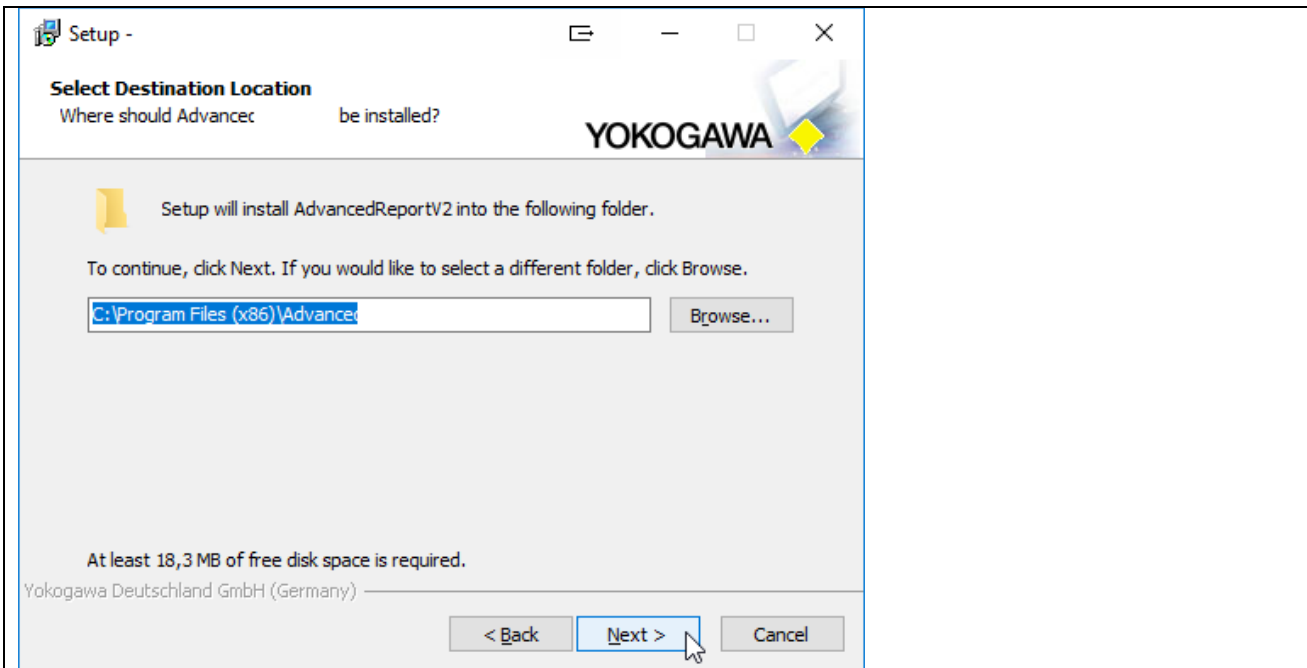 Setup -
Select Destination Location
Where should Advanced be installed?
YOKOGAWA
Setup will install AdvancedReportV2 into the following folder.
To continue, click Next. If you would like to select a different folder, click Browse.
C:\Program Files (x86)\Advanced
Browse...
At least 18,3 MB of free disk space is required.
Yokogawa Deutschland GmbH (Germany)
< Back Next > Cancel